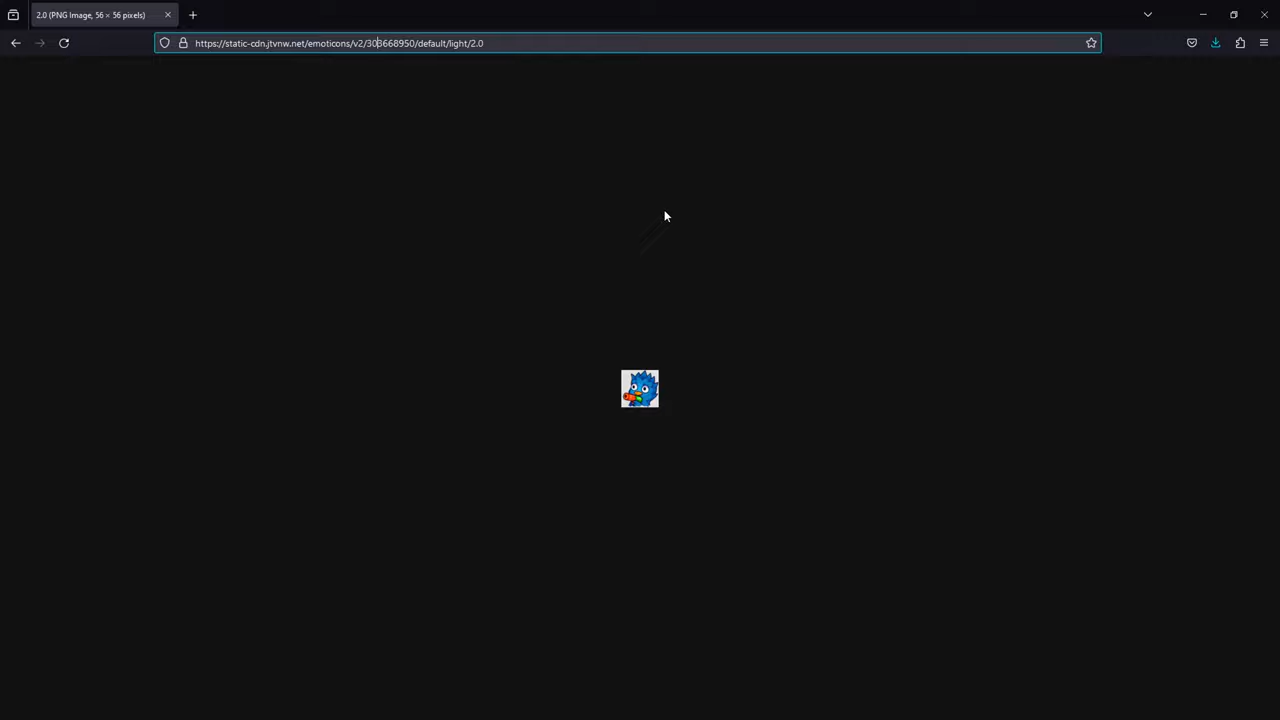 2.0 (PNG Image, 56 × 56 pixels)
https://static-cdn.jtvnw.net/emoticons/v2/303668950/default/light/2.0